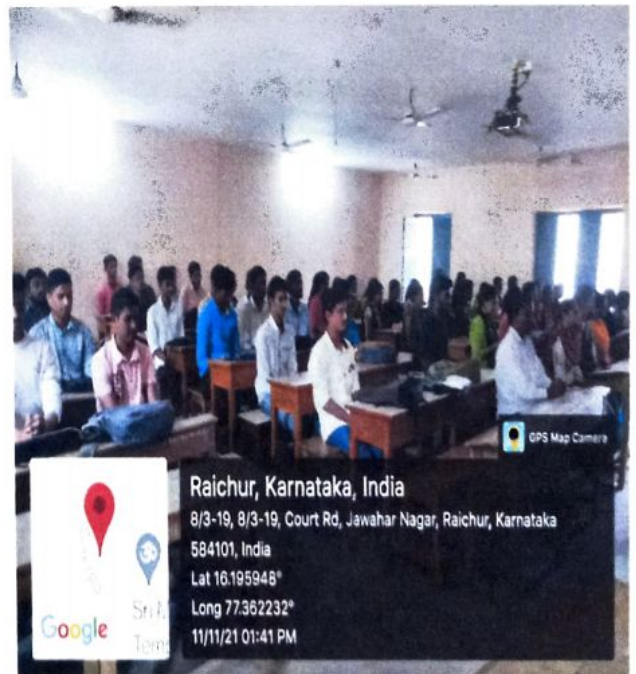 GPS Map Camera
Raichur, Karnataka, India
8/3-19, 8/3-19, Court Rd, Jawahar Nagar, Raichur, Karnataka
584101, India
Lat 16.195948°
Long 77.362232°
11/11/21 01:41 PM
Google
Sri